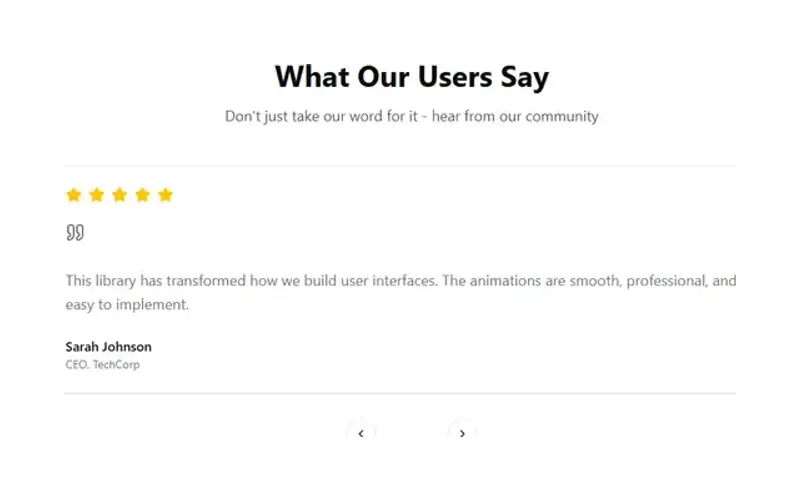 What Our Users Say
Don't just take our word for it - hear from our community
This library has transformed how we build user interfaces. The animations are smooth, professional, and
easy to implement.
Sarah Johnson
CEO, TechCorp